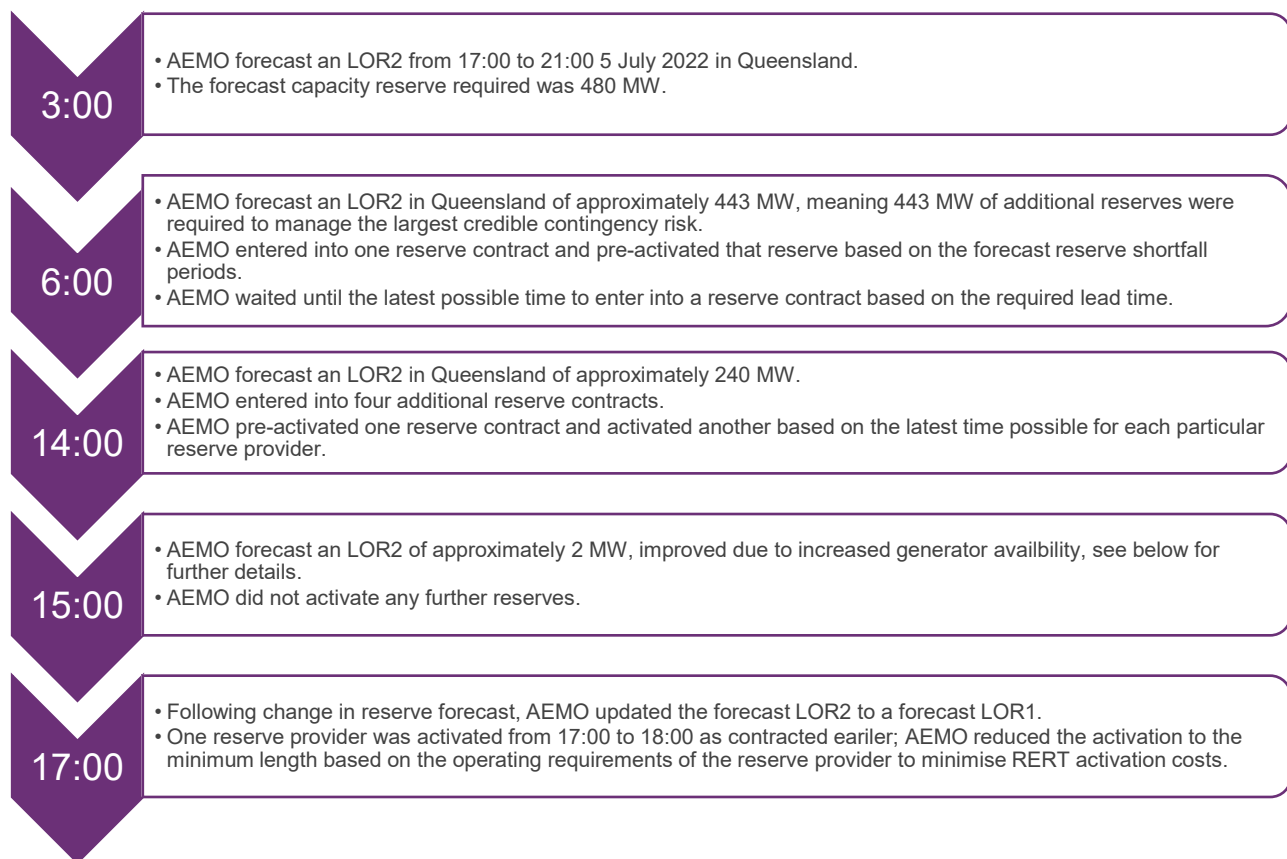 3:00
• AEMO forecast an LOR2 from 17:00 to 21:00 5 July 2022 in Queensland.
• The forecast capacity reserve required was 480 MW.
6:00
• AEMO forecast an LOR2 in Queensland of approximately 443 MW, meaning 443 MW of additional reserves were
required to manage the largest credible contingency risk.
• AEMO entered into one reserve contract and pre-activated that reserve based on the forecast reserve shortfall
periods.
• AEMO waited until the latest possible time to enter into a reserve contract based on the required lead time.
14:00
• AEMO forecast an LOR2 in Queensland of approximately 240 MW.
• AEMO entered into four additional reserve contracts.
• AEMO pre-activated one reserve contract and activated another based on the latest time possible for each particular
reserve provider.
15:00
• AEMO forecast an LOR2 of approximately 2 MW, improved due to increased generator availbility, see below for
further details.
• AEMO did not activate any further reserves.
17:00
• Following change in reserve forecast, AEMO updated the forecast LOR2 to a forecast LOR1.
• One reserve provider was activated from 17:00 to 18:00 as contracted eariler; AEMO reduced the activation to the
minimum length based on the operating requirements of the reserve provider to minimise RERT activation costs.